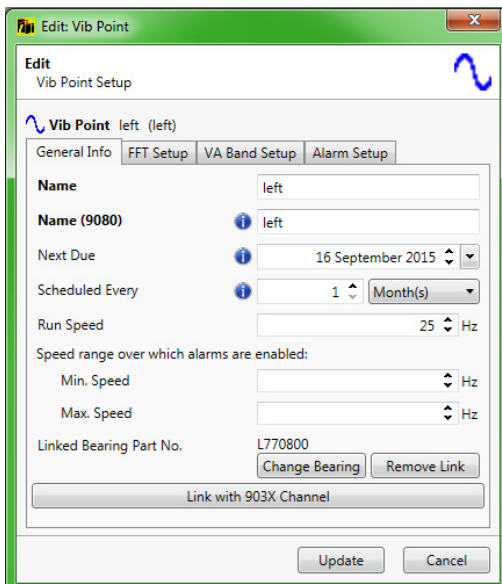 Edit: Vib Point
Edit
Vib Point Setup
Vib Point left (left)
General Info FFT Setup VA Band Setup Alarm Setup
Name left
Name (9080) left
Next Due 16 September 2015
Scheduled Every 1 Month(s)
Run Speed 25 Hz
Speed range over which alarms are enabled:
Min. Speed Hz
Max. Speed Hz
Linked Bearing Part No. L770800
Change Bearing Remove Link
Link with 903X Channel
Update Cancel